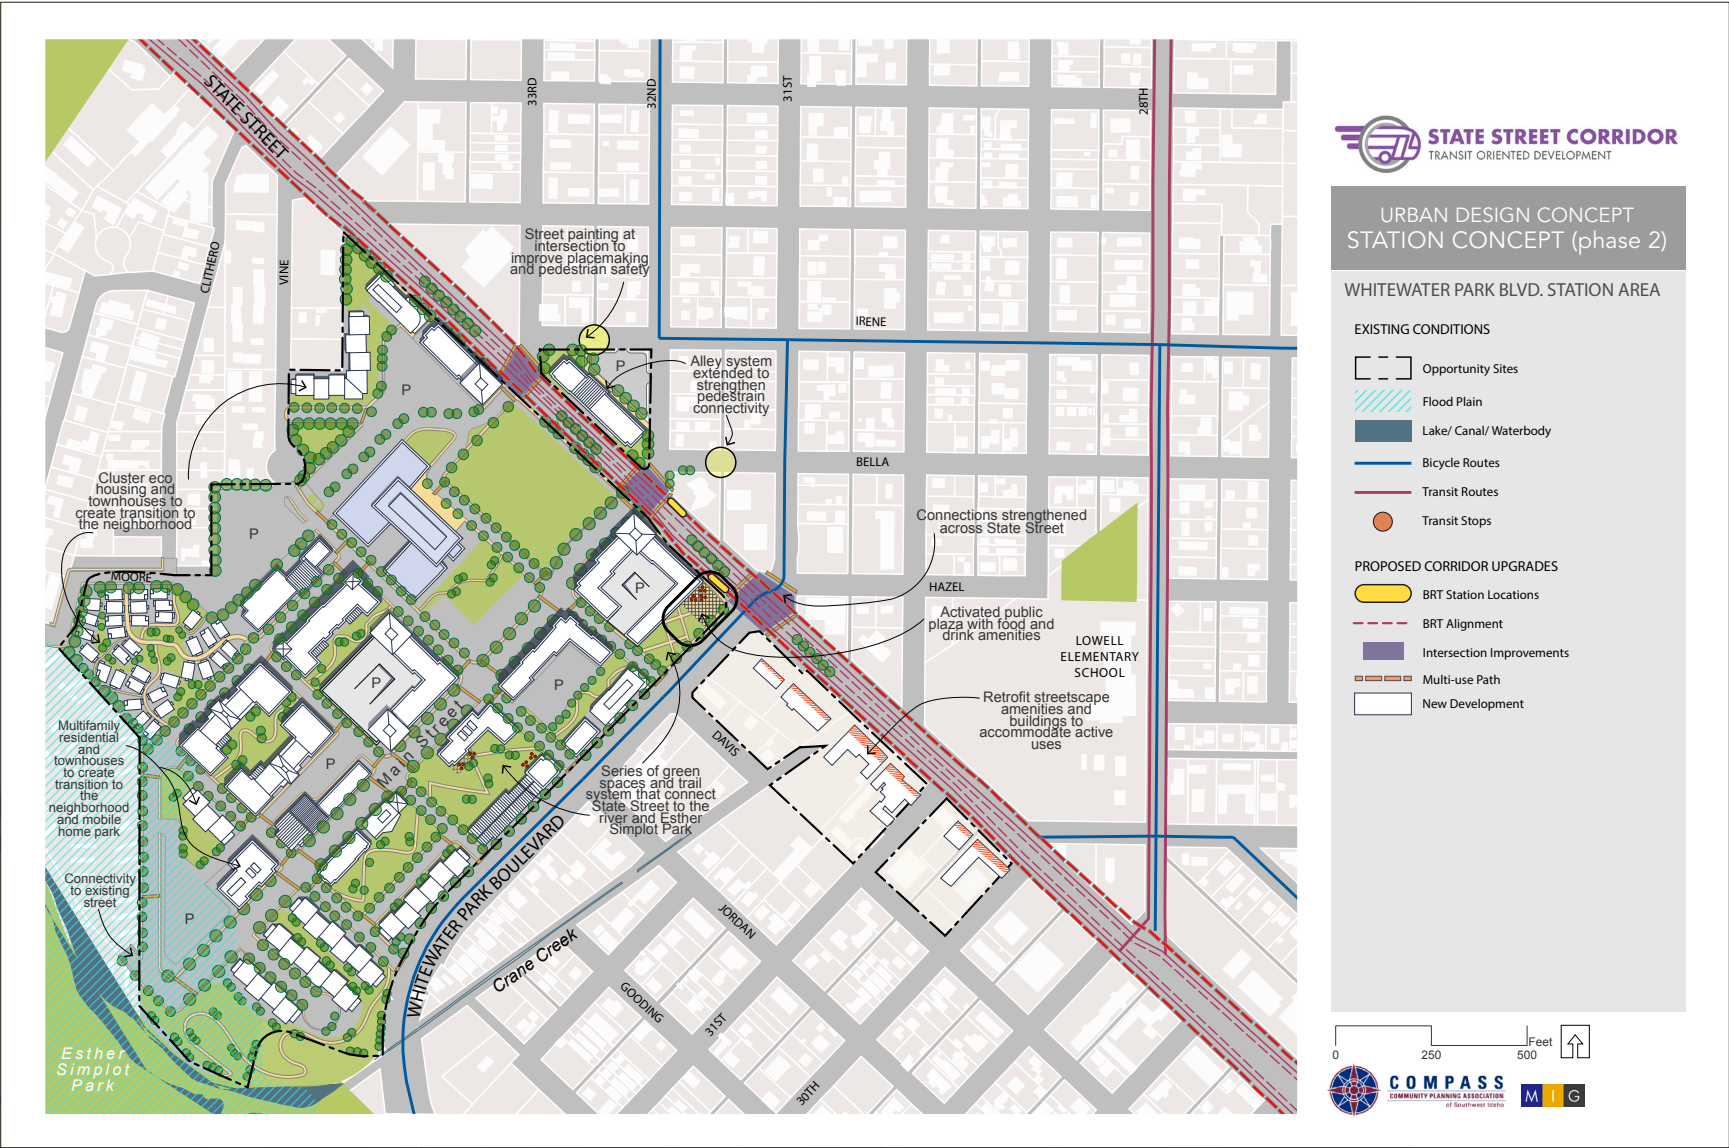 STATE STREET
33RD
32ND
31ST
28TH
CLITHERO
VINE
Street painting at
intersection to
improve placemaking
and pedestrian safety
IRENE
Alley system
extended to
strengthen
pedestrain
connectivity
P
P
BELLA
Cluster eco
housing and
townhouses to
create transition to
the neighborhood
P
Connections strengthened
across State Street
MOORE
P
HAZEL
Activated public
plaza with food and
drink amenities
LOWELL
ELEMENTARY
SCHOOL
P
P
Retrofit streetscape
amenities and
buildings to
accommodate active
uses
Main Street
DAVIS
Multifamily
residential
and
townhouses
to create
transition to
the
neighborhood
and mobile
home park
P
Series of green
spaces and trail
system that connect
State Street to the
river and Esther
Simplot Park
WHITEWATER PARK BOULEVARD
Connectivity
to existing
street
P
JORDAN
Crane Creek
GOODING
31ST
30TH
Esther
Simplot
Park
STATE STREET CORRIDOR
TRANSIT ORIENTED DEVELOPMENT
URBAN DESIGN CONCEPT
STATION CONCEPT (phase 2)
WHITEWATER PARK BLVD. STATION AREA
EXISTING CONDITIONS
Opportunity Sites
Flood Plain
Lake/ Canal/ Waterbody
Bicycle Routes
Transit Routes
Transit Stops
PROPOSED CORRIDOR UPGRADES
BRT Station Locations
BRT Alignment
Intersection Improvements
Multi-use Path
New Development
Feet
0 250 500
COMPASS
COMMUNITY PLANNING ASSOCIATION
of Southwest Idaho
M I G